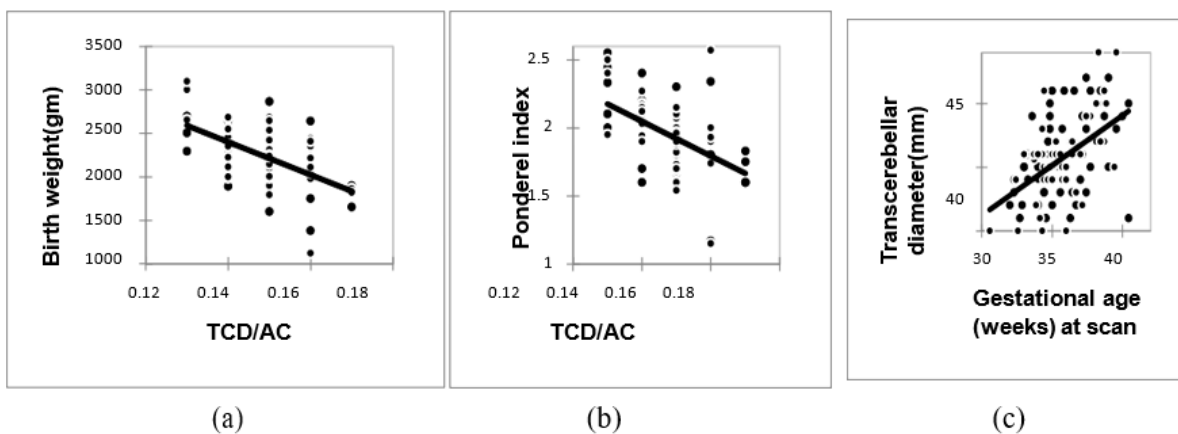 3500
3000
2500
2000
1500
1000
Birth weight(gm)
0.12 0.14 0.16 0.18
TCD/AC
2.5
2
1.5
1
Ponderel index
0.12 0.14 0.16 0.18
TCD/AC
45
40
Transcerebellar
diameter(mm)
30 35 40
Gestational age
(weeks) at scan
(a) (b) (c)